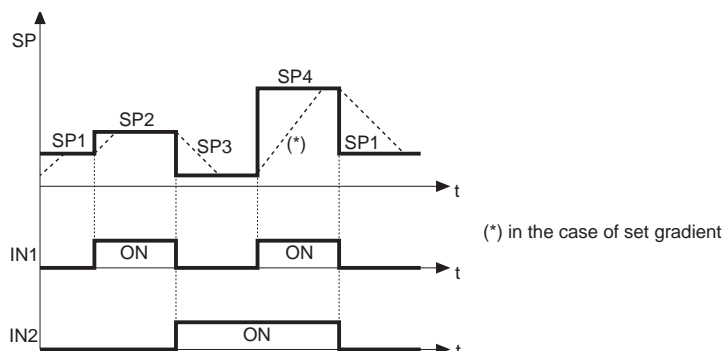 SP
SP4
SP2
SP1
SP3
(*)
SP1
t
(*) in the case of set gradient
IN1
ON
ON
t
IN2
ON
t